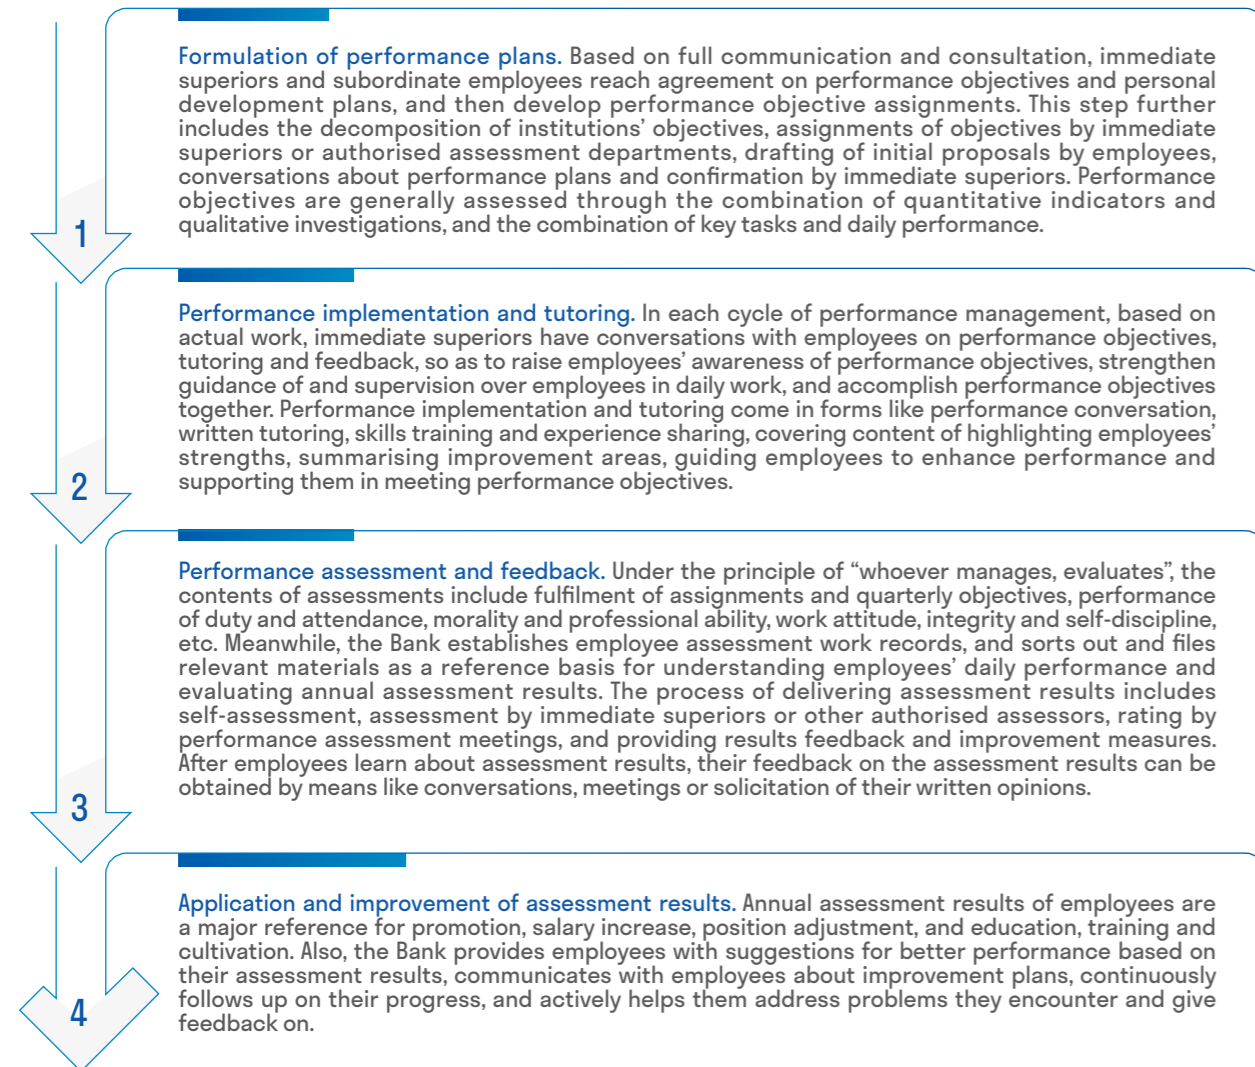 Formulation of performance plans. Based on full communication and consultation, immediate
superiors and subordinate employees reach agreement on performance objectives and personal
development plans, and then develop performance objective assignments. This step further
includes the decomposition of institutions’ objectives, assignments of objectives by immediate
superiors or authorised assessment departments, drafting of initial proposals by employees,
conversations about performance plans and confirmation by immediate superiors. Performance
objectives are generally assessed through the combination of quantitative indicators and
qualitative investigations, and the combination of key tasks and daily performance.
1
Performance implementation and tutoring. In each cycle of performance management, based on
actual work, immediate superiors have conversations with employees on performance objectives,
tutoring and feedback, so as to raise employees’ awareness of performance objectives, strengthen
guidance of and supervision over employees in daily work, and accomplish performance objectives
together. Performance implementation and tutoring come in forms like performance conversation,
written tutoring, skills training and experience sharing, covering content of highlighting employees’
strengths, summarising improvement areas, guiding employees to enhance performance and
supporting them in meeting performance objectives.
2
Performance assessment and feedback. Under the principle of “whoever manages, evaluates”, the
contents of assessments include fulfilment of assignments and quarterly objectives, performance
of duty and attendance, morality and professional ability, work attitude, integrity and self-discipline,
etc. Meanwhile, the Bank establishes employee assessment work records, and sorts out and files
relevant materials as a reference basis for understanding employees’ daily performance and
evaluating annual assessment results. The process of delivering assessment results includes
self-assessment, assessment by immediate superiors or other authorised assessors, rating by
performance assessment meetings, and providing results feedback and improvement measures.
After employees learn about assessment results, their feedback on the assessment results can be
obtained by means like conversations, meetings or solicitation of their written opinions.
3
Application and improvement of assessment results. Annual assessment results of employees are
a major reference for promotion, salary increase, position adjustment, and education, training and
cultivation. Also, the Bank provides employees with suggestions for better performance based on
their assessment results, communicates with employees about improvement plans, continuously
follows up on their progress, and actively helps them address problems they encounter and give
feedback on.
4